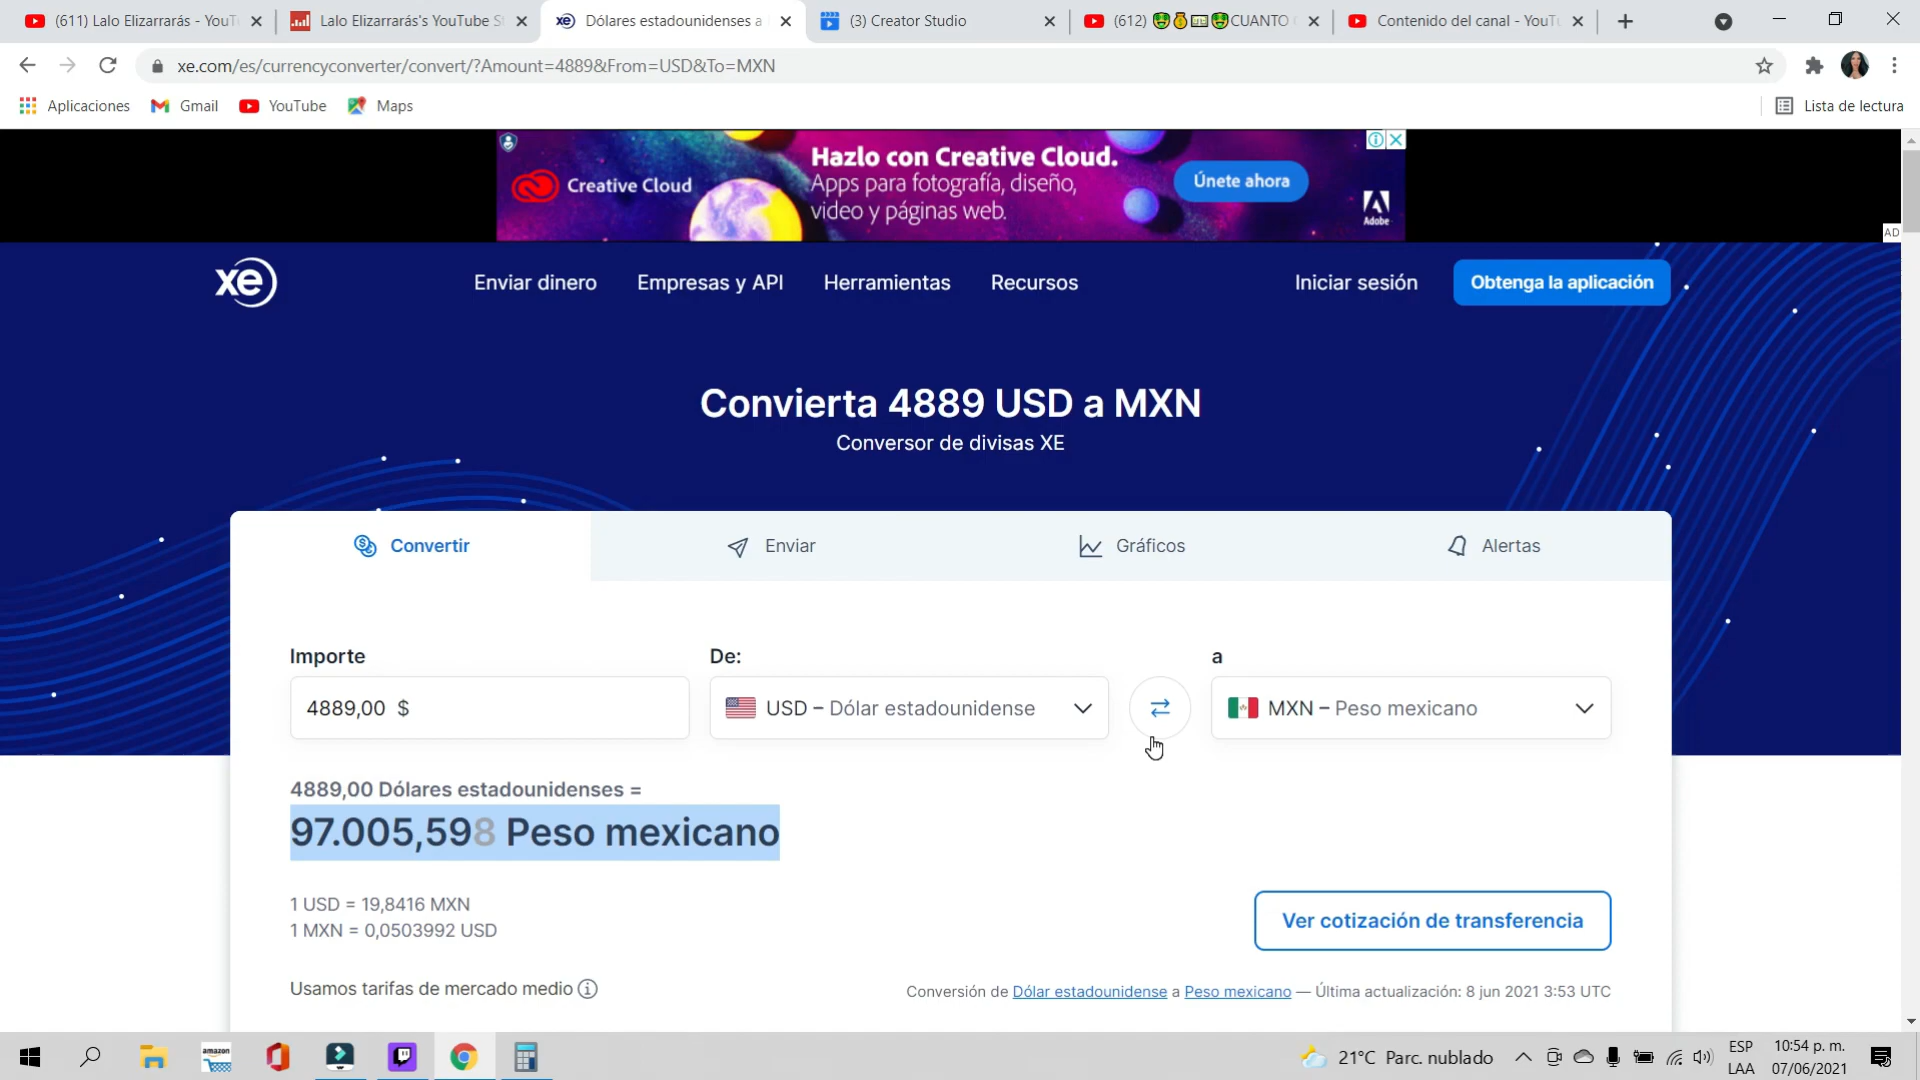 (611) Lalo Elizarrarás - YouTu
Lalo Elizarrarás's YouTube St
xe
Dólares estadounidenses a
(3) Creator Studio
(612) 🤑💰💵🤑CUANTO
Contenido del canal - YouTu
xe.com/es/currencyconverter/convert/?Amount=4889&From=USD&To=MXN
Aplicaciones
Gmail
YouTube
Maps
Lista de lectura
Creative Cloud
Hazlo con Creative Cloud.
Apps para fotografía, diseño,
video y páginas web.
Únete ahora
Adobe
AD
xe
Enviar dinero
Empresas y API
Herramientas
Recursos
Iniciar sesión
Obtenga la aplicación
Convierta 4889 USD a MXN
Conversor de divisas XE
Convertir
Enviar
Gráficos
Alertas
Importe
De:
a
4889,00 $
USD – Dólar estadounidense
MXN – Peso mexicano
4889,00 Dólares estadounidenses =
97.005,598 Peso mexicano
1 USD = 19,8416 MXN
1 MXN = 0,0503992 USD
Ver cotización de transferencia
Usamos tarifas de mercado medio
Conversión de Dólar estadounidense a Peso mexicano — Última actualización: 8 jun 2021 3:53 UTC
amazon
21°C Parc. nublado
ESP
LAA
10:54 p. m.
07/06/2021